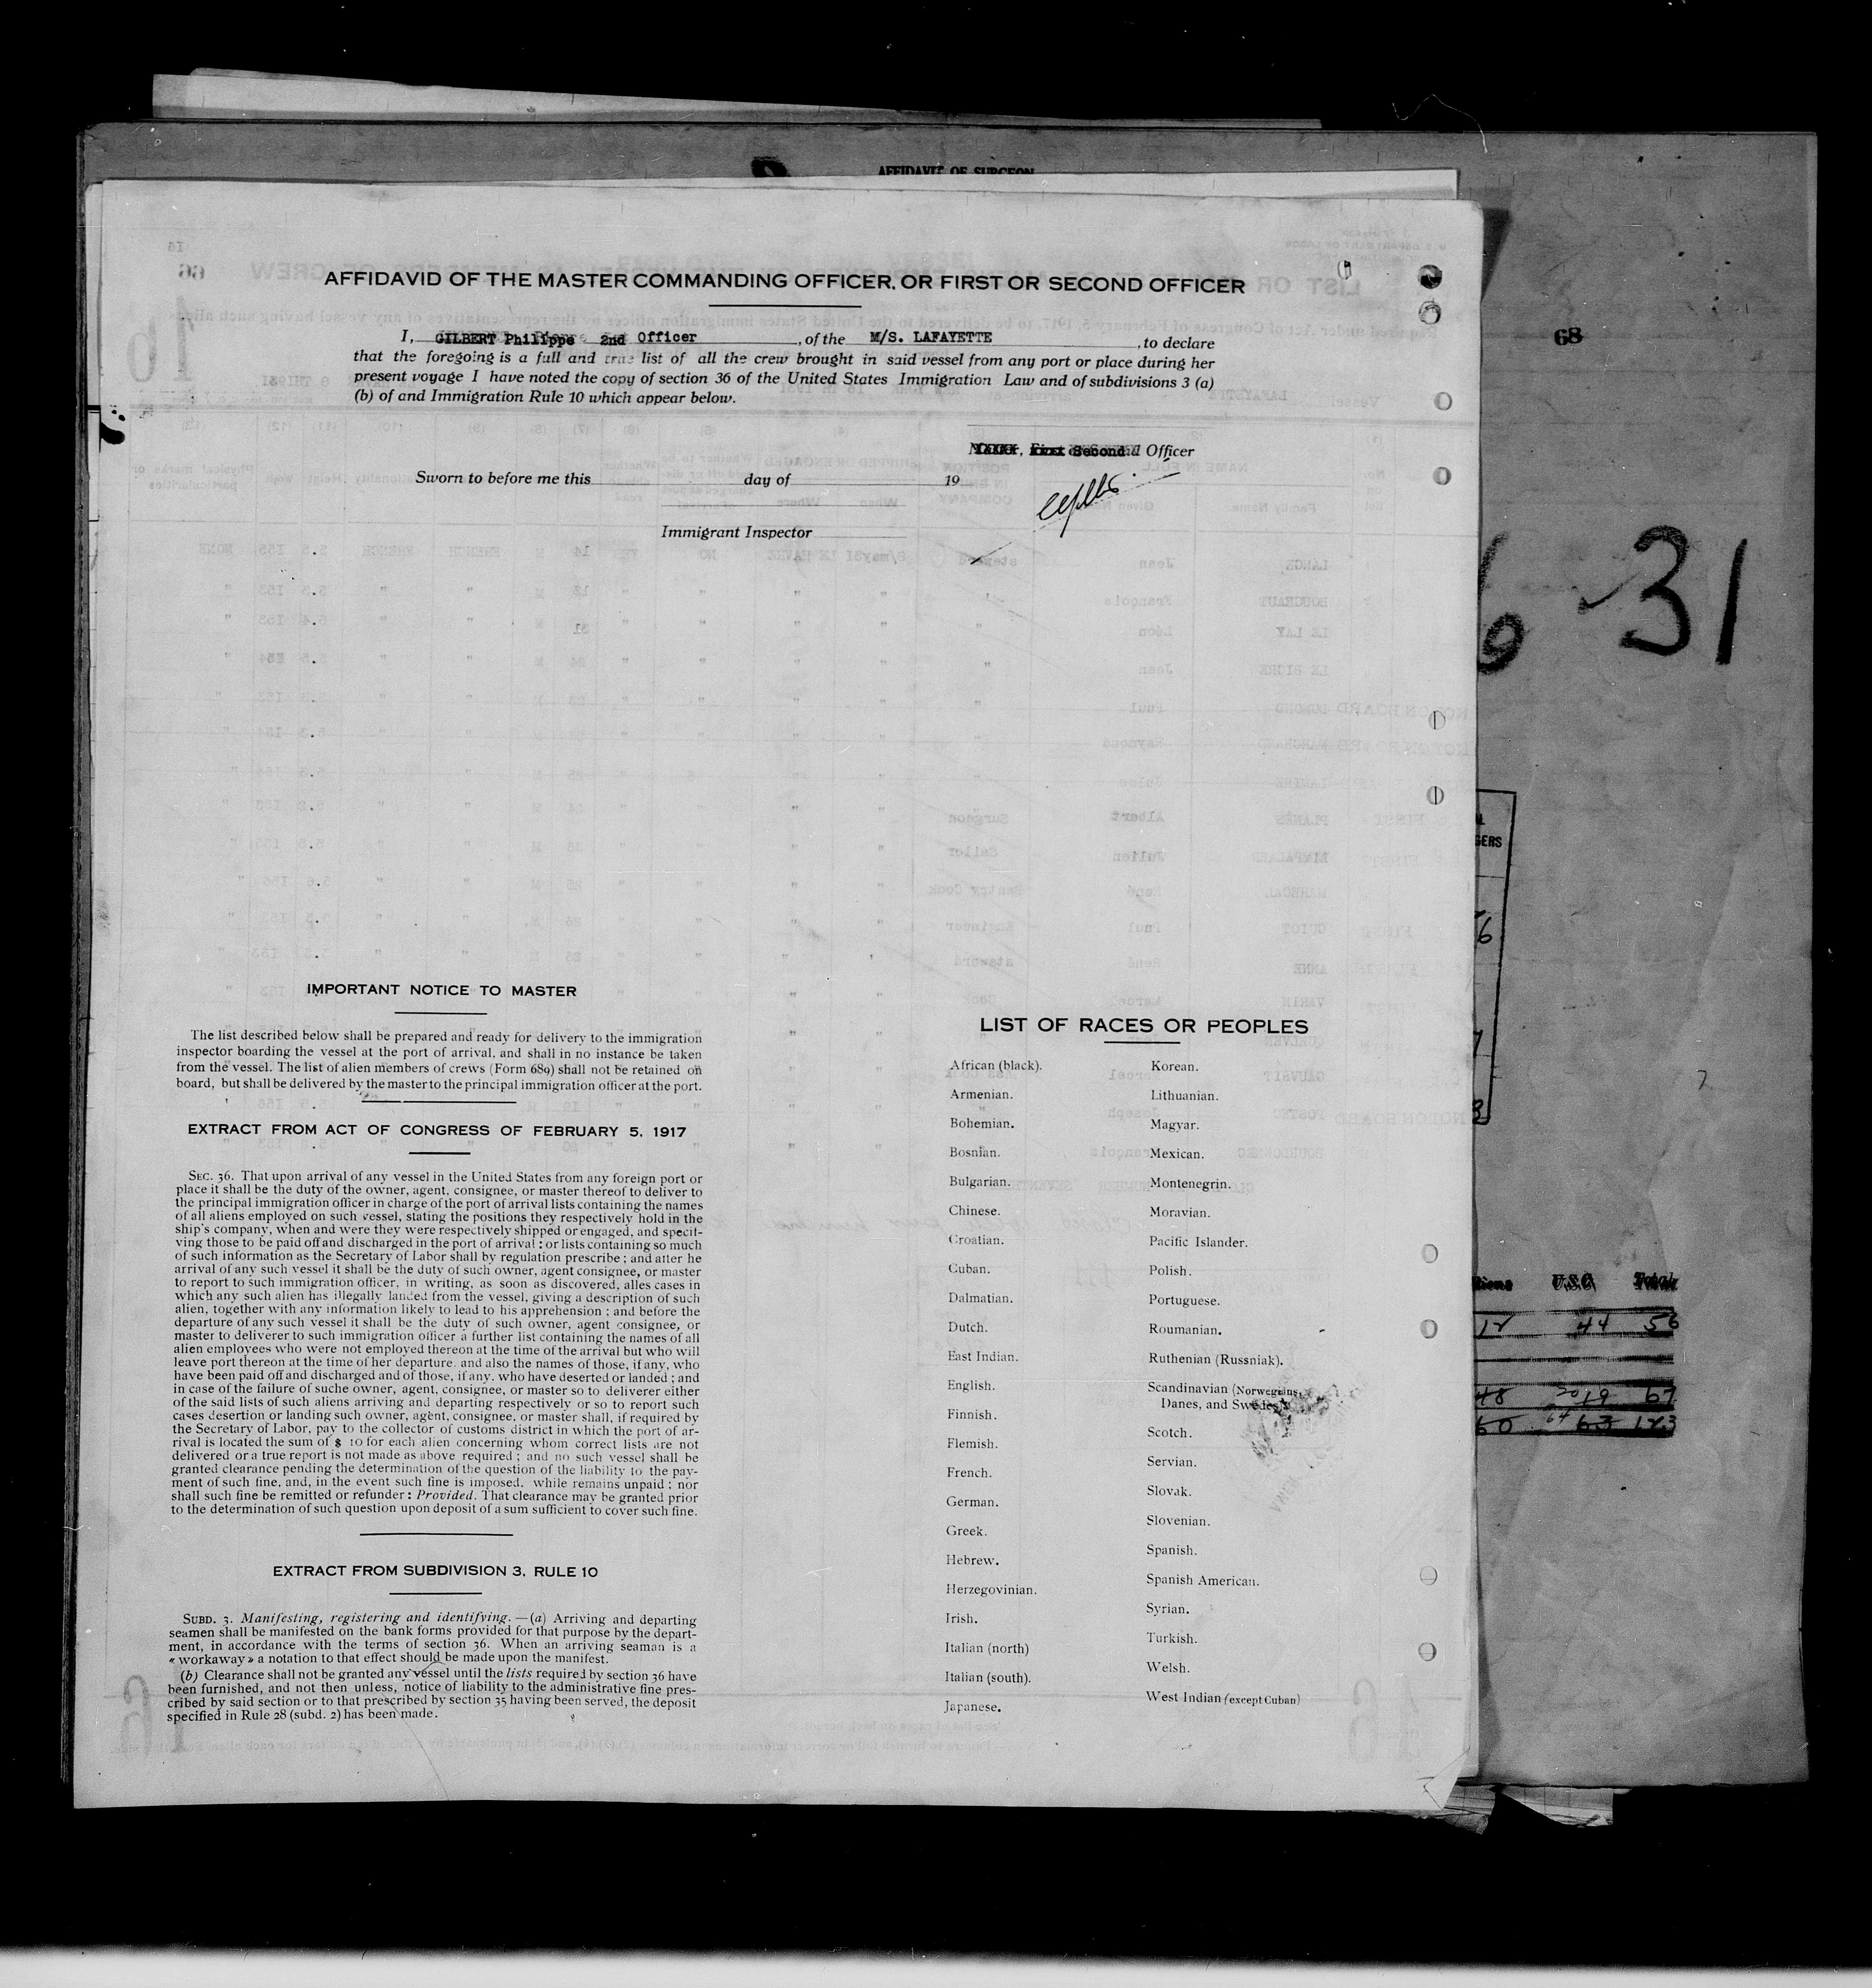 AFFIDAVIT OF SURGEON
AFFIDAVID OF THE MASTER COMMANDING OFFICER, OR FIRST OR SECOND OFFICER
I, GILBERT Philippe 2nd Officer, of the M/S. LAFAYETTE, to declare
that the foregoing is a full and true list of all the crew brought in said vessel from any port or place during her
present voyage I have noted the copy of section 36 of the United States Immigration Law and of subdivisions 3 (a)
(b) of and Immigration Rule 10 which appear below.
Second Officer
Sworn to before me this day of 19
Immigrant Inspector
68
31
IMPORTANT NOTICE TO MASTER
The list described below shall be prepared and ready for delivery to the immigration
inspector boarding the vessel at the port of arrival, and shall in no instance be taken
from the vessel. The list of alien members of crews (Form 689) shall not be retained on
board, but shall be delivered by the master to the principal immigration officer at the port.
EXTRACT FROM ACT OF CONGRESS OF FEBRUARY 5, 1917
SEC. 36. That upon arrival of any vessel in the United States from any foreign port or
place it shall be the duty of the owner, agent, consignee, or master thereof to deliver to
the principal immigration officer in charge of the port of arrival lists containing the names
of all aliens employed on such vessel, stating the positions they respectively hold in the
ship's company, when and were they were respectively shipped or engaged, and specit-
ving those to be paid off and discharged in the port of arrival : or lists containing so much
of such information as the Secretary of Labor shall by regulation prescribe ; and atter he
arrival of any such vessel it shall be the duty of such owner, agent consignee, or master
to report to such immigration officer, in writing, as soon as discovered, alles cases in
which any such alien has illegally landed from the vessel, giving a description of such
alien, together with any information likely to lead to his apprehension ; and before the
departure of any such vessel it shall be the duty of such owner, agent consignee, or
master to deliverer to such immigration officer a further list containing the names of all
alien employees who were not employed thereon at the time of the arrival but who will
leave port thereon at the time of her departure. and also the names of those, if any, who
have been paid off and discharged and of those, if any. who have deserted or landed ; and
in case of the failure of suche owner, agent, consignee, or master so to deliverer either
of the said lists of such aliens arriving and departing respectively or so to report such
cases desertion or landing such owner, agent, consignee, or master shall, if required by
the Secretary of Labor, pay to the collector of customs district in which the port of ar-
rival is located the sum of $ 10 for each alien concerning whom correct lists are not
delivered or a true report is not made as above required ; and no such vessel shall be
granted clearance pending the determination of the question of the liability to the pay-
ment of such fine, and, in the event such fine is imposed, while remains unpaid ; nor
shall such fine be remitted or refunder : Provided. That clearance may be granted prior
to the determination of such question upon deposit of a sum sufficient to cover such fine.
EXTRACT FROM SUBDIVISION 3, RULE 10
SUBD. 3. Manifesting, registering and identifying. — (a) Arriving and departing
seamen shall be manifested on the bank forms provided for that purpose by the depart-
ment, in accordance with the terms of section 36. When an arriving seaman is a
« workaway » a notation to that effect should be made upon the manifest.
(b) Clearance shall not be granted any vessel until the lists required by section 36 have
been furnished, and not then unless, notice of liability to the administrative fine pres-
cribed by said section or to that prescribed by section 35 having been served, the deposit
specified in Rule 28 (subd. 2) has been made.
LIST OF RACES OR PEOPLES
African (black).
Armenian.
Bohemian.
Bosnian.
Bulgarian.
Chinese.
Croatian.
Cuban.
Dalmatian.
Dutch.
East Indian.
English.
Finnish.
Flemish.
French.
German.
Greek.
Hebrew.
Herzegovinian.
Irish.
Italian (north)
Italian (south).
Japanese.
Korean.
Lithuanian.
Magyar.
Mexican.
Montenegrin.
Moravian.
Pacific Islander.
Polish.
Portuguese.
Roumanian.
Ruthenian (Russniak).
Scandinavian (Norwegians,
Danes, and Swedes)
Scotch.
Servian.
Slovak.
Slovenian.
Spanish.
Spanish American.
Syrian.
Turkish.
Welsh.
West Indian (except Cuban)
U.S.C. Total
12 44 56
48 20 19 67
60 64 63 123